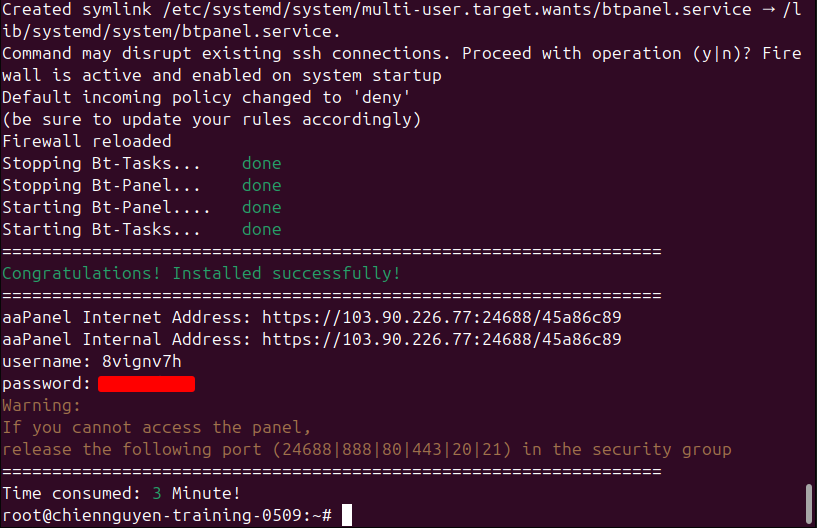 Created symlink /etc/systemd/system/multi-user.target.wants/btpanel.service → /l
ib/systemd/system/btpanel.service.
Command may disrupt existing ssh connections. Proceed with operation (y|n)? Fire
wall is active and enabled on system startup
Default incoming policy changed to 'deny'
(be sure to update your rules accordingly)
Firewall reloaded
Stopping Bt-Tasks...    done
Stopping Bt-Panel...    done
Starting Bt-Panel....   done
Starting Bt-Tasks...    done
==================================================================
Congratulations! Installed successfully!
==================================================================
aaPanel Internet Address: https://103.90.226.77:24688/45a86c89
aaPanel Internal Address: https://103.90.226.77:24688/45a86c89
username: 8vignv7h
password:
Warning:
If you cannot access the panel,
release the following port (24688|888|80|443|20|21) in the security group
==================================================================
Time consumed: 3 Minute!
root@chiennguyen-training-0509:~#